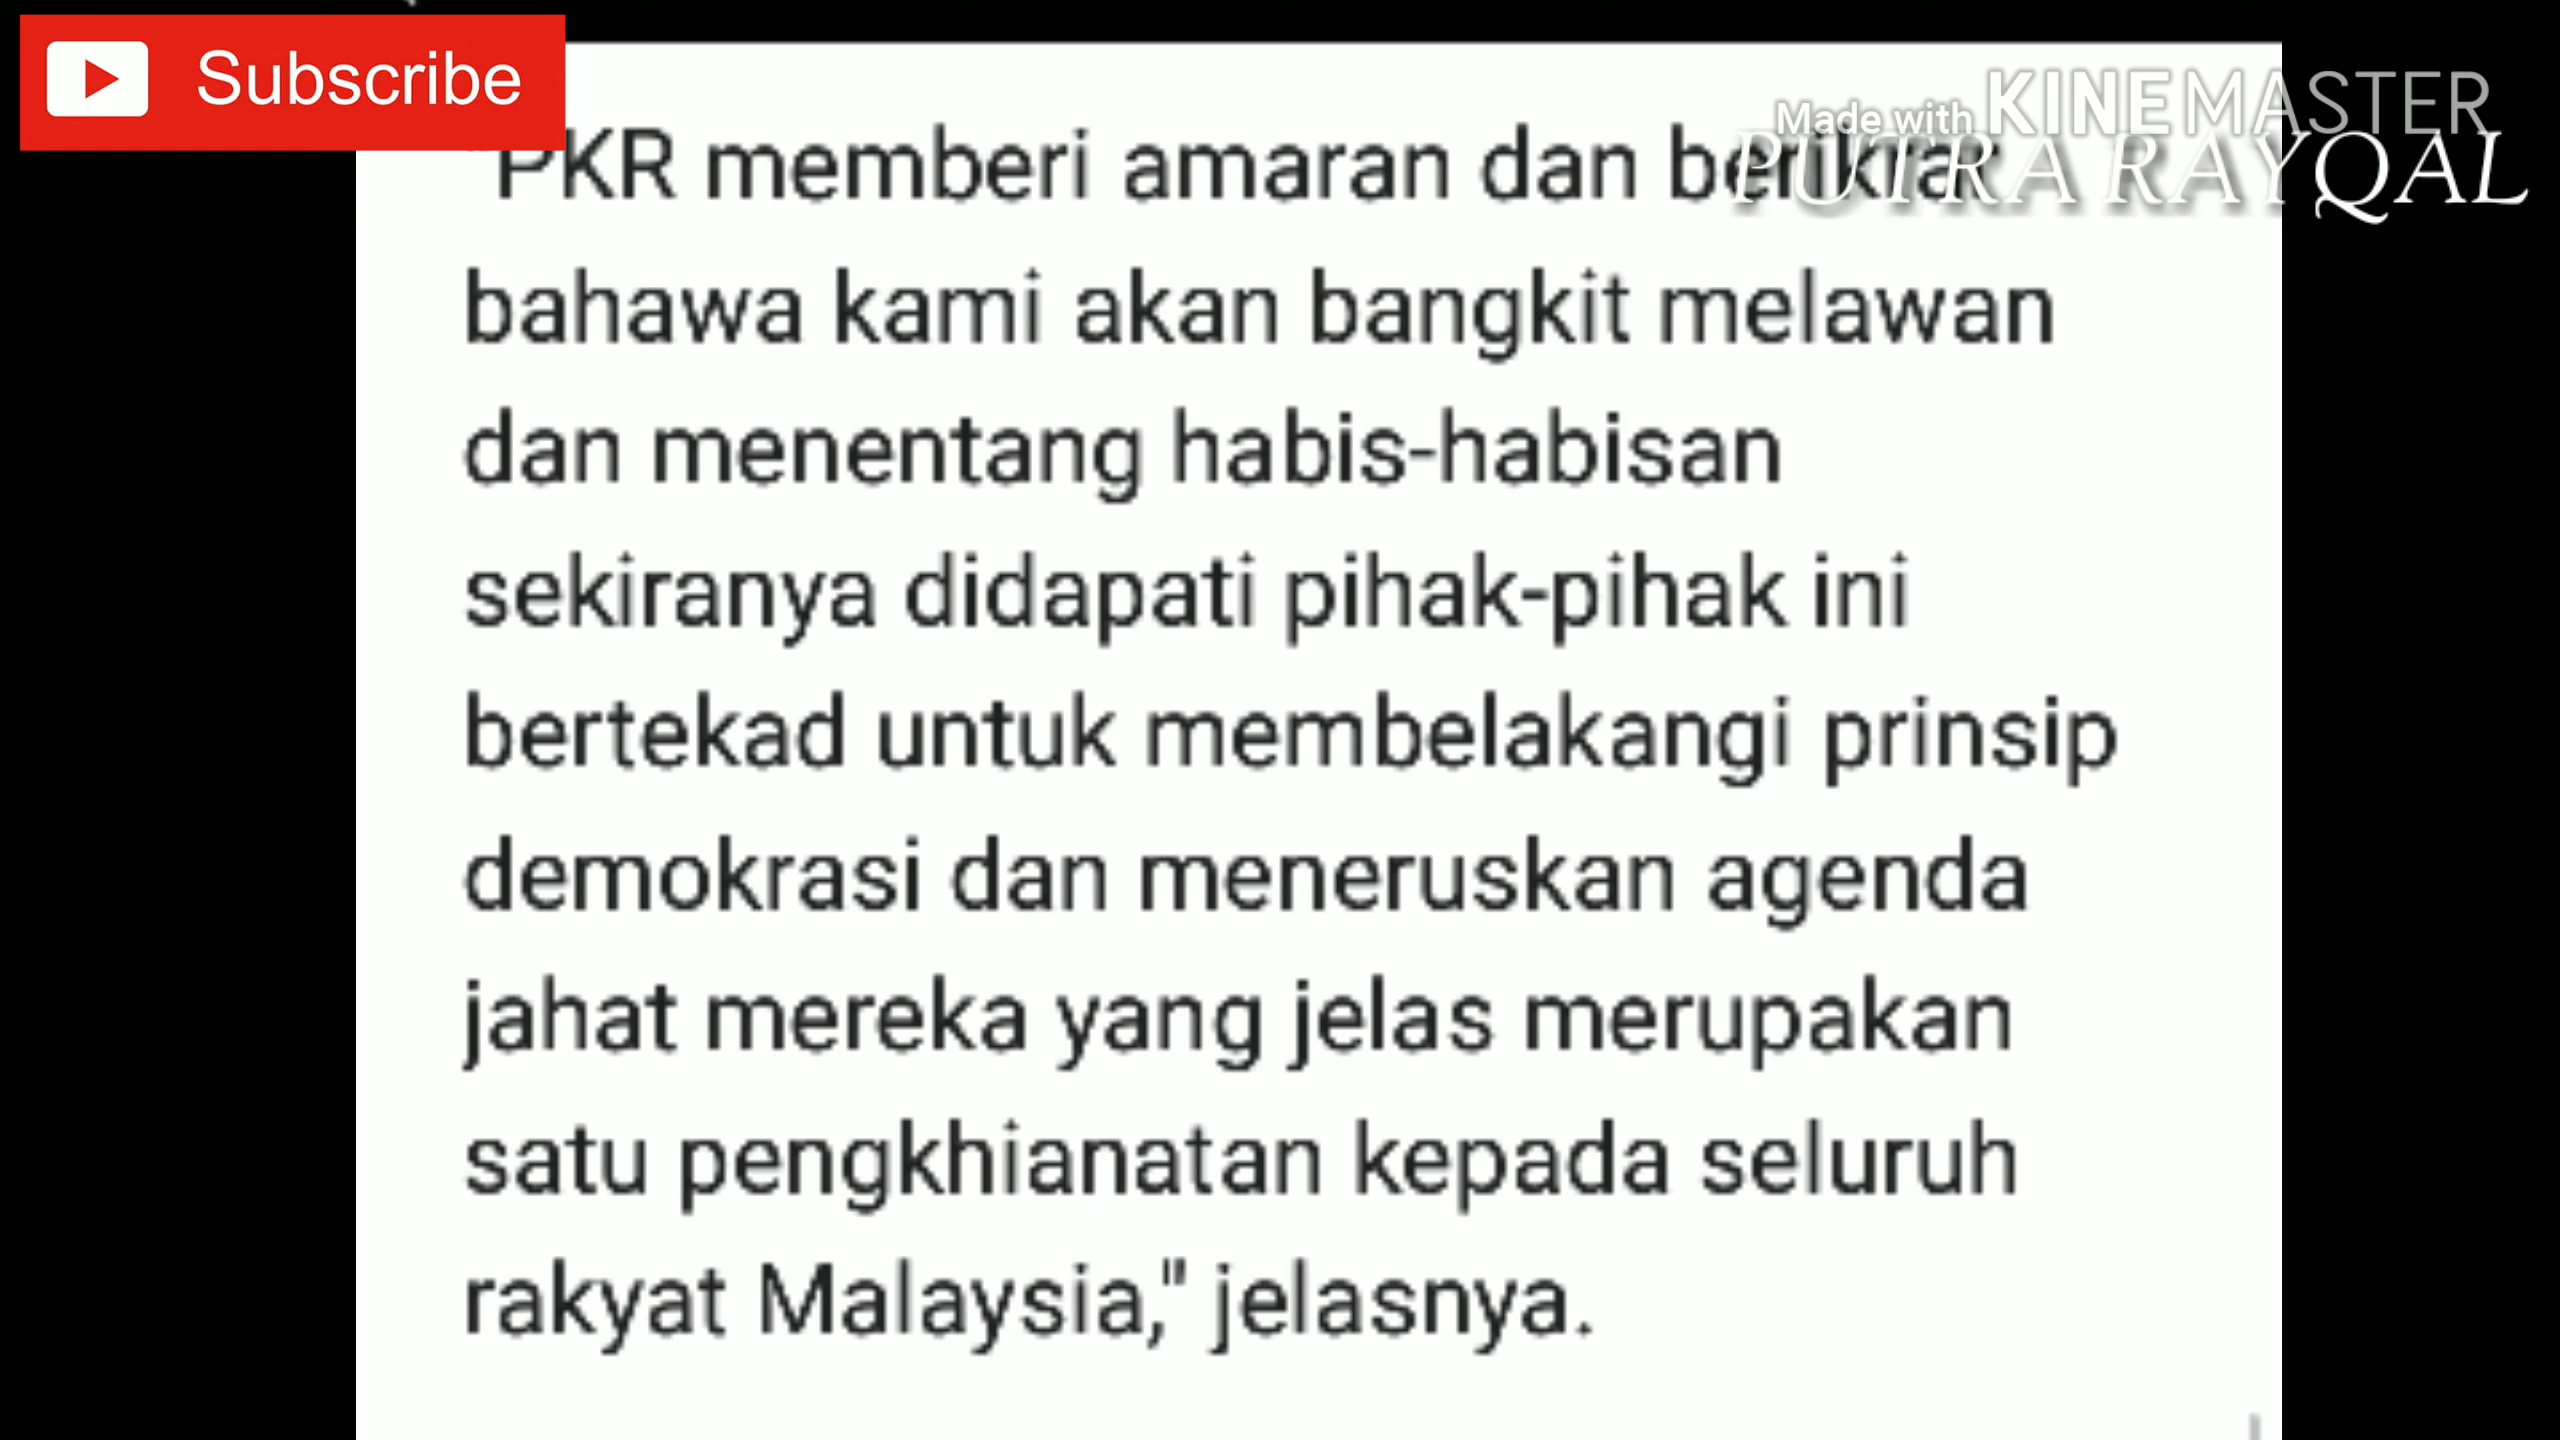 Subscribe
Made with KINEMASTER
PUTRA RAYQAL
"PKR memberi amaran dan berikrar
bahawa kami akan bangkit melawan
dan menentang habis-habisan
sekiranya didapati pihak-pihak ini
bertekad untuk membelakangi prinsip
demokrasi dan meneruskan agenda
jahat mereka yang jelas merupakan
satu pengkhianatan kepada seluruh
rakyat Malaysia," jelasnya.